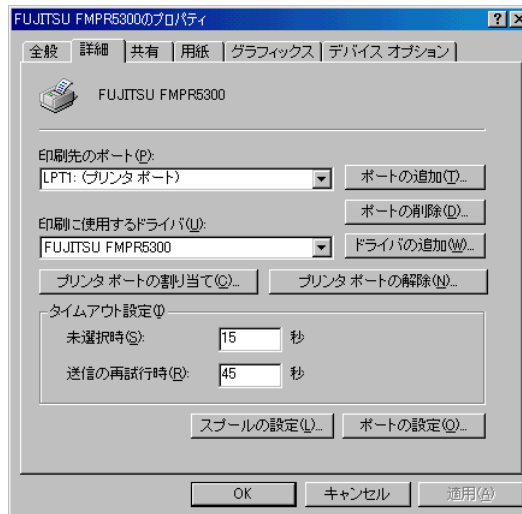 FUJITSU FMPR5300のプロパティ
全般 詳細 共有 用紙 グラフィックス デバイス オプション
FUJITSU FMPR5300
印刷先のポート(P):
LPT1: (プリンタ ポート) ポートの追加(T)...
ポートの削除(D)...
印刷に使用するドライバ(U):
FUJITSU FMPR5300 ドライバの追加(W)...
プリンタ ポートの割り当て(C)... プリンタ ポートの解除(N)...
タイムアウト設定(I)
未選択時(S): 15 秒
送信の再試行時(R): 45 秒
スプールの設定(L)... ポートの設定(O)...
OK キャンセル 適用(A)